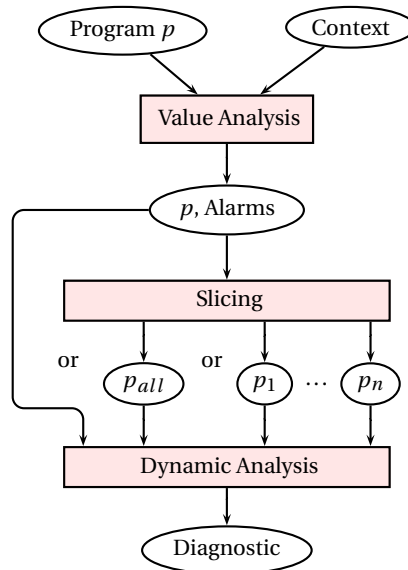 Program p
Context
Value Analysis
p, Alarms
Slicing
or
p_all
or
p_1
...
p_n
Dynamic Analysis
Diagnostic